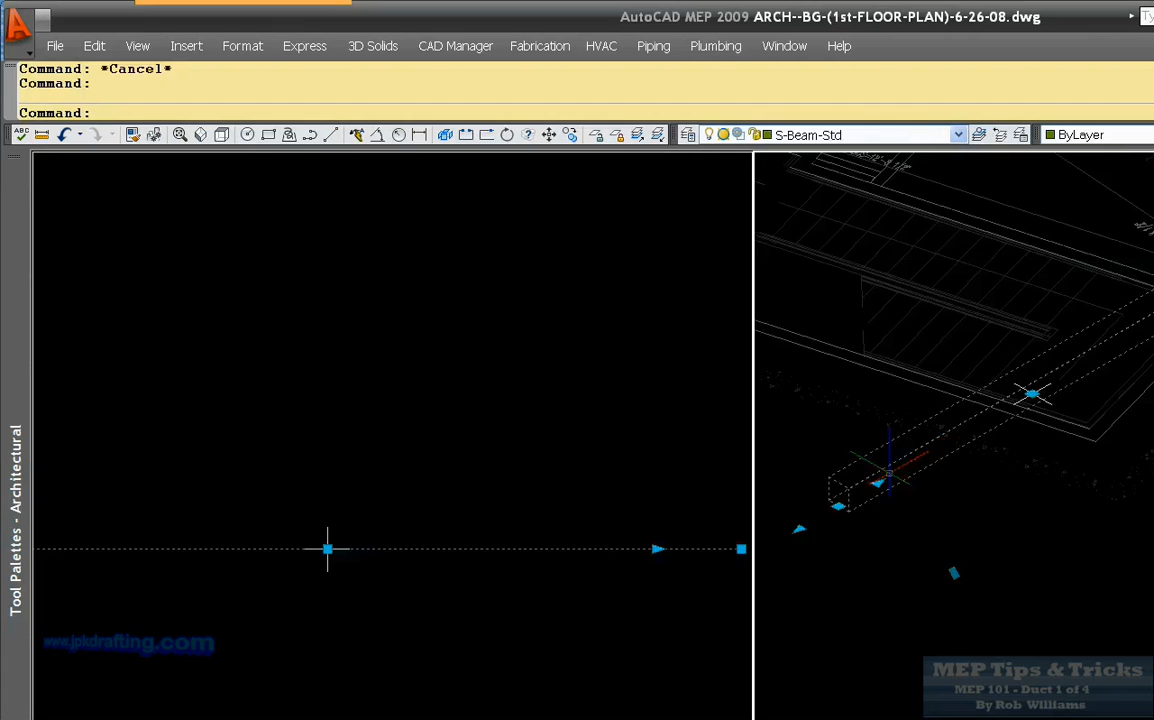 AutoCAD MEP 2009 ARCH--BG-(1st-FLOOR-PLAN)-6-26-08.dwg
File Edit View Insert Format Express 3D Solids CAD Manager Fabrication HVAC Piping Plumbing Window Help
Command: *Cancel*
Command:
Command:
ABC
S-Beam-Std
ByLayer
Tool Palettes - Architectural
www.jpkdrafting.com
MEP Tips & Tricks
MEP 101 - Duct 1 of 4
By Rob Williams